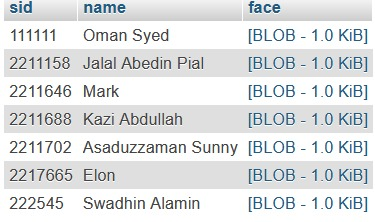 sid name face
111111 Oman Syed [BLOB - 1.0 KiB]
2211158 Jalal Abedin Pial [BLOB - 1.0 KiB]
2211646 Mark [BLOB - 1.0 KiB]
2211688 Kazi Abdullah [BLOB - 1.0 KiB]
2211702 Asaduzzaman Sunny [BLOB - 1.0 KiB]
2217665 Elon [BLOB - 1.0 KiB]
222545 Swadhin Alamin [BLOB - 1.0 KiB]